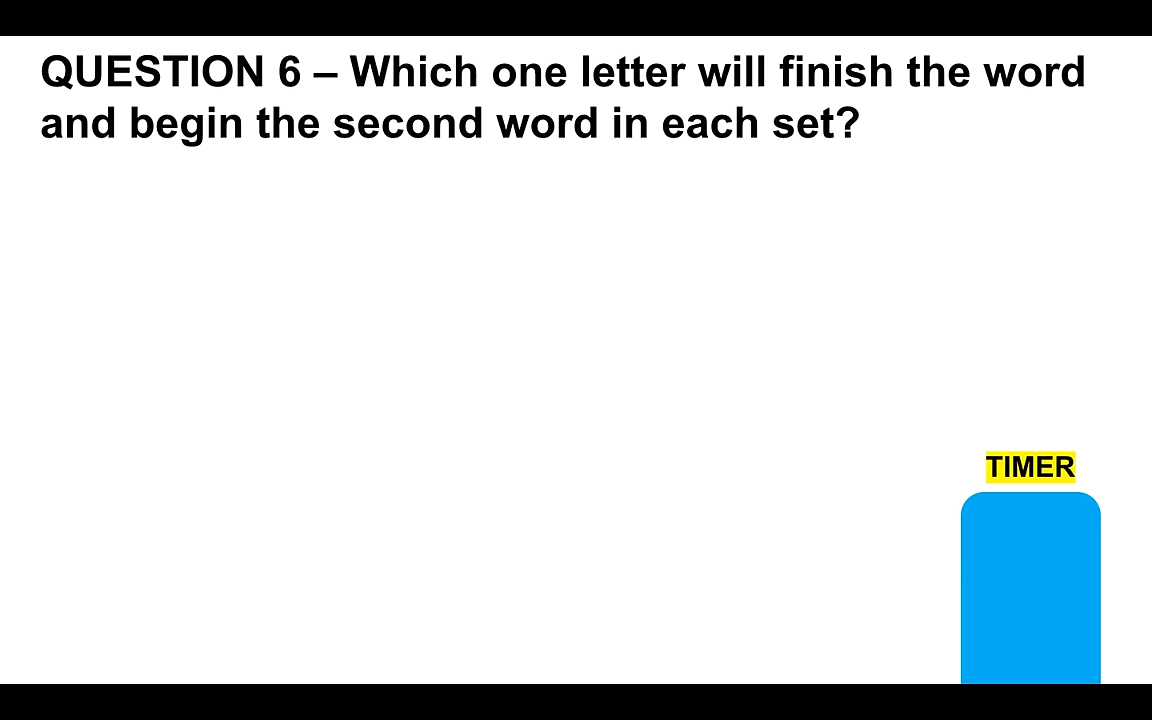 QUESTION 6 – Which one letter will finish the word
and begin the second word in each set?
TIMER